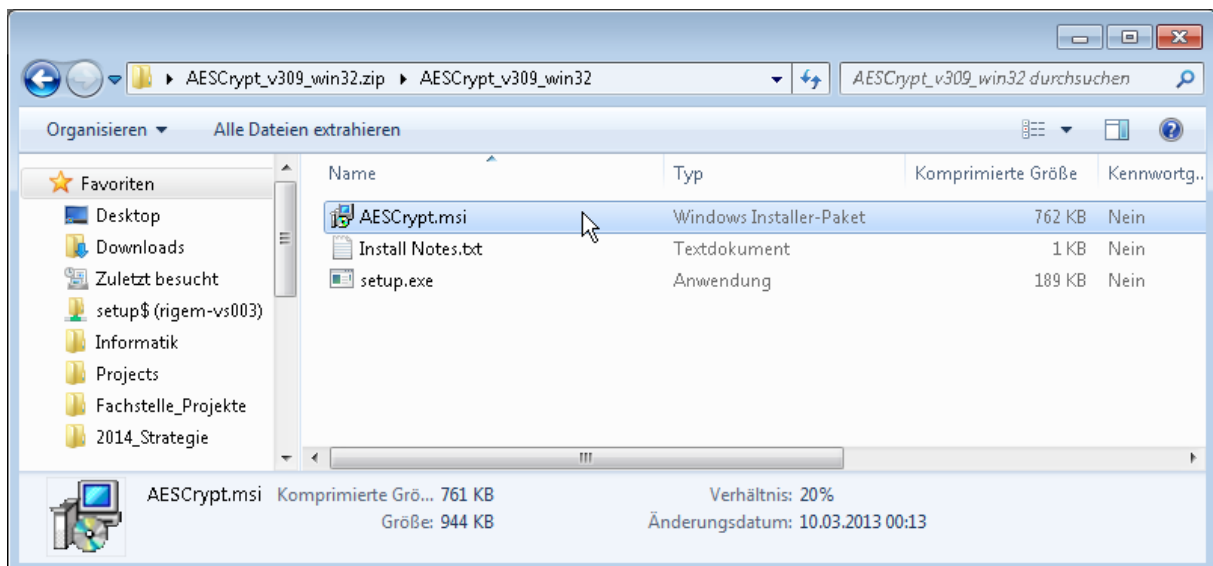 AESCrypt_v309_win32.zip AESCrypt_v309_win32 AESCrypt_v309_win32 durchsuchen
Organisieren Alle Dateien extrahieren
Favoriten
Desktop
Downloads
Zuletzt besucht
setup$ (rigem-vs003)
Informatik
Projects
Fachstelle_Projekte
2014_Strategie
Name Typ Komprimierte Größe Kennwortg...
AESCrypt.msi Windows Installer-Paket 762 KB Nein
Install Notes.txt Textdokument 1 KB Nein
setup.exe Anwendung 189 KB Nein
AESCrypt.msi Komprimierte Grö... 761 KB Verhältnis: 20%
Größe: 944 KB Änderungsdatum: 10.03.2013 00:13